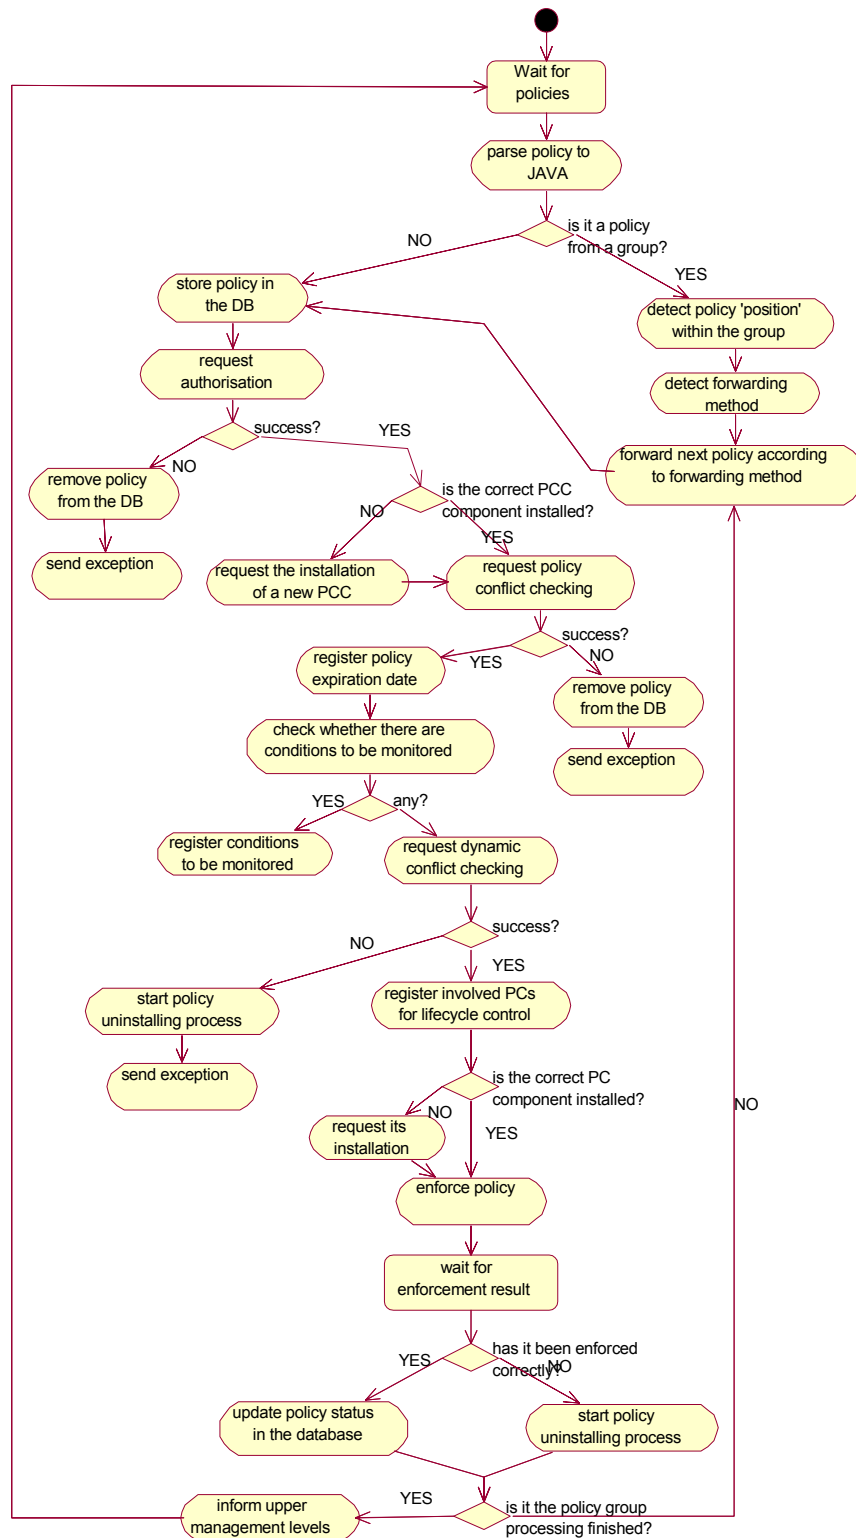 Wait for
policies
parse policy to
JAVA
is it a policy
from a group?
NO
YES
store policy in
the DB
detect policy 'position'
within the group
request
authorisation
detect forwarding
method
success?
YES
forward next policy according
to forwarding method
NO
remove policy
from the DB
is the correct PCC
component installed?
NO
YES
send exception
request the installation
of a new PCC
request policy
conflict checking
success?
YES
NO
register policy
expiration date
remove policy
from the DB
check whether there are
conditions to be monitored
send exception
YES
any?
register conditions
to be monitored
request dynamic
conflict checking
success?
NO
YES
start policy
uninstalling process
register involved PCs
for lifecycle control
send exception
is the correct PC
component installed?
NO
NO
request its
installation
YES
enforce policy
wait for
enforcement result
has it been enforced
correctly?
YES
NO
update policy status
in the database
start policy
uninstalling process
inform upper
management levels
YES
is it the policy group
processing finished?